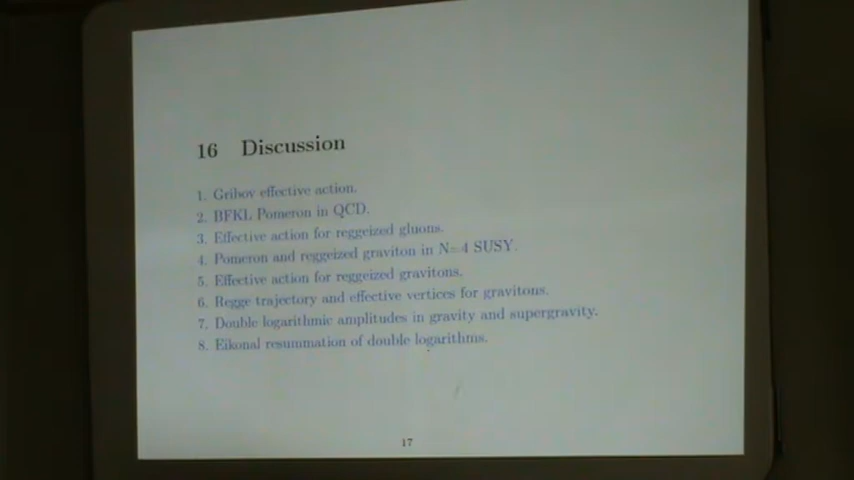 16 Discussion
1. Gribov effective action.
2. BFKL Pomeron in QCD.
3. Effective action for reggeized gluons.
4. Pomeron and reggeized graviton in N=4 SUSY.
5. Effective action for reggeized gravitons.
6. Regge trajectory and effective vertices for gravitons.
7. Double logarithmic amplitudes in gravity and supergravity.
8. Eikonal resummation of double logarithms.
17